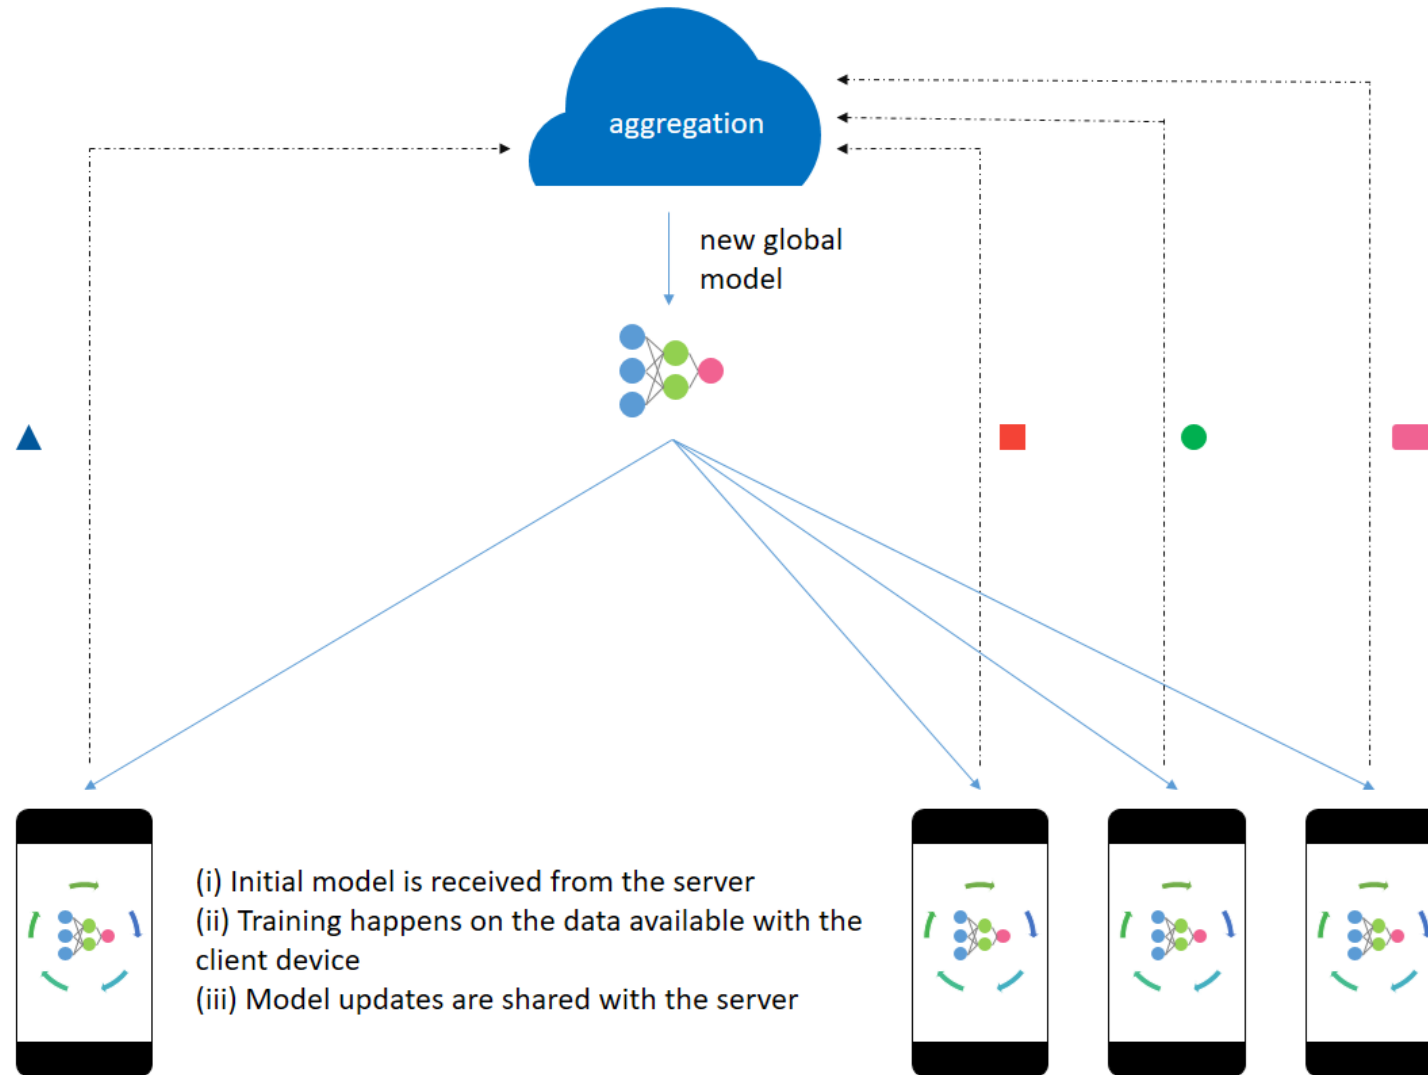 aggregation
new global
model
(i) Initial model is received from the server
(ii) Training happens on the data available with the
client device
(iii) Model updates are shared with the server